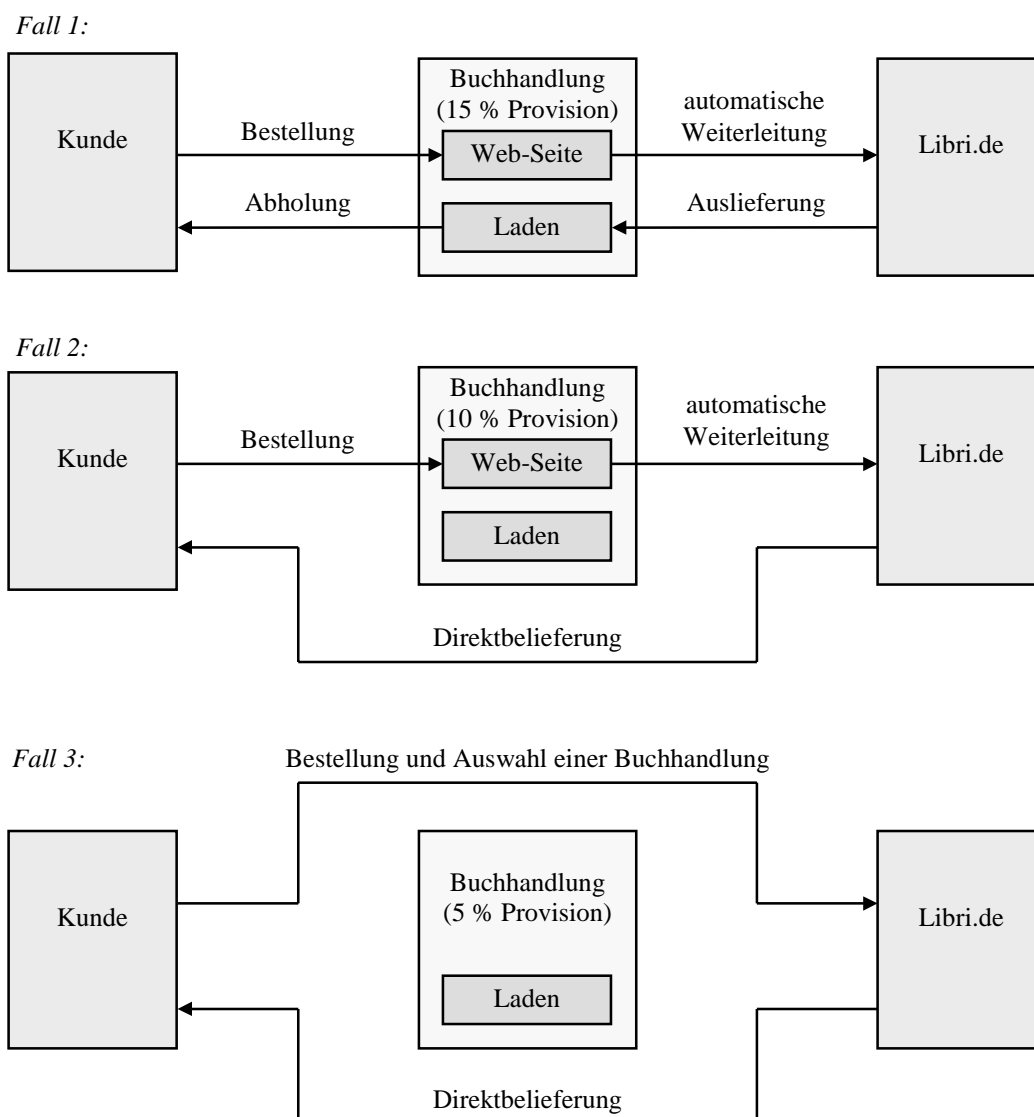 Fall 1:
Kunde
Bestellung
Abholung
Buchhandlung
(15 % Provision)
Web-Seite
Laden
automatische
Weiterleitung
Auslieferung
Libri.de
Fall 2:
Kunde
Bestellung
Buchhandlung
(10 % Provision)
Web-Seite
Laden
automatische
Weiterleitung
Libri.de
Direktbelieferung
Fall 3:
Bestellung und Auswahl einer Buchhandlung
Kunde
Buchhandlung
(5 % Provision)
Laden
Libri.de
Direktbelieferung